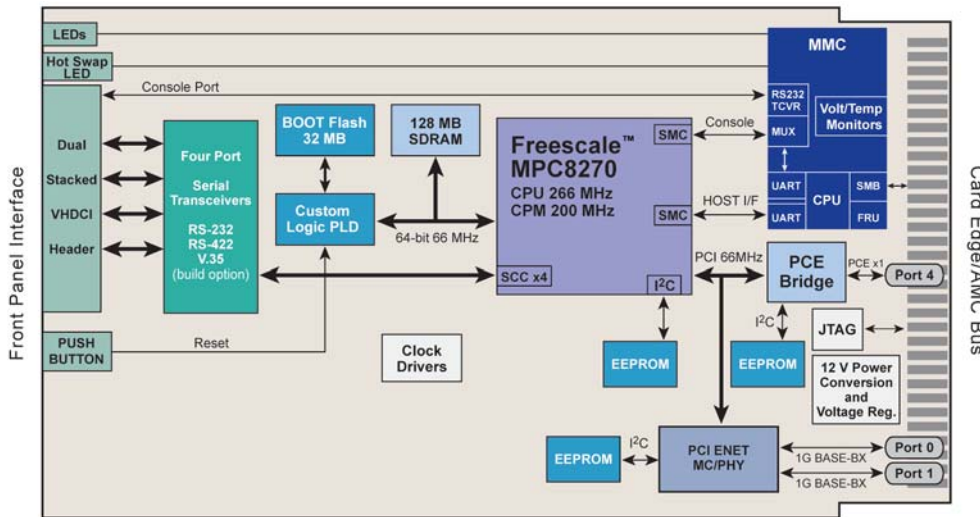 LEDs
Hot Swap
LED
Console Port
Front Panel Interface
Dual
Stacked
VHDCI
Header
Four Port
Serial
Transceivers
RS-232
RS-422
V.35
(build option)
PUSH
BUTTON
Reset
BOOT Flash
32 MB
128 MB
SDRAM
Custom
Logic PLD
64-bit 66 MHz
Clock
Drivers
Freescale™
MPC8270
CPU 266 MHz
CPM 200 MHz
SMC
SMC
SCC x4
I²C
Console
HOST I/F
PCI 66MHz
MMC
RS232
TCVR
MUX
Volt/Temp
Monitors
UART
UART
CPU
SMB
FRU
PCE
Bridge
PCE x1
Port 4
I²C
EEPROM
EEPROM
JTAG
12 V Power
Conversion
and
Voltage Reg.
EEPROM
I²C
PCI ENET
MC/PHY
1G BASE-BX
Port 0
1G BASE-BX
Port 1
Card Edge/AMC Bus